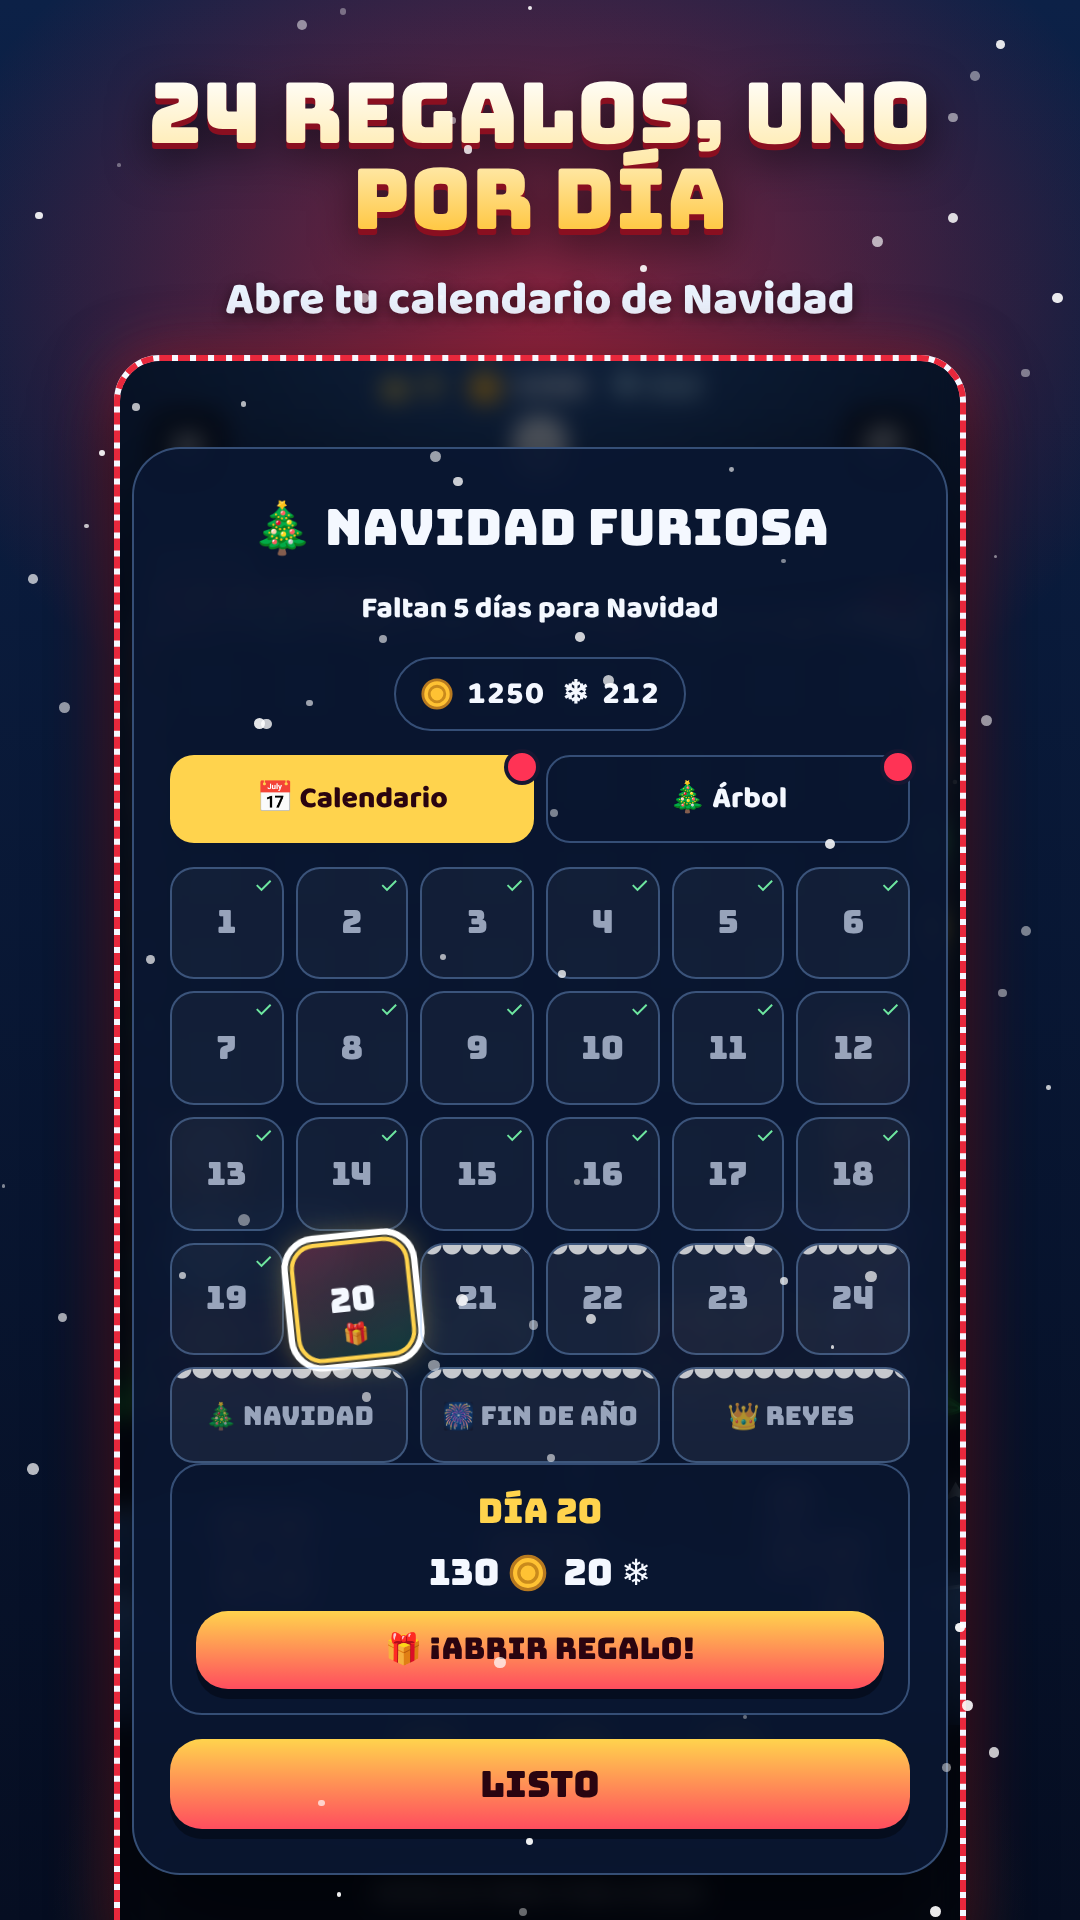 24 REGALOS, UNO
POR DÍA
Abre tu calendario de Navidad
🎄 NAVIDAD FURIOSA
Faltan 5 días para Navidad
1250 ❄ 212
📅 Calendario
🎄 Árbol
1 2 3 4 5 6
7 8 9 10 11 12
13 14 15 16 17 18
19 20 21 22 23 24
🎄 NAVIDAD 🎆 FIN DE AÑO 👑 REYES
DÍA 20
130 20 ❄
🎁 ¡ABRIR REGALO!
LISTO